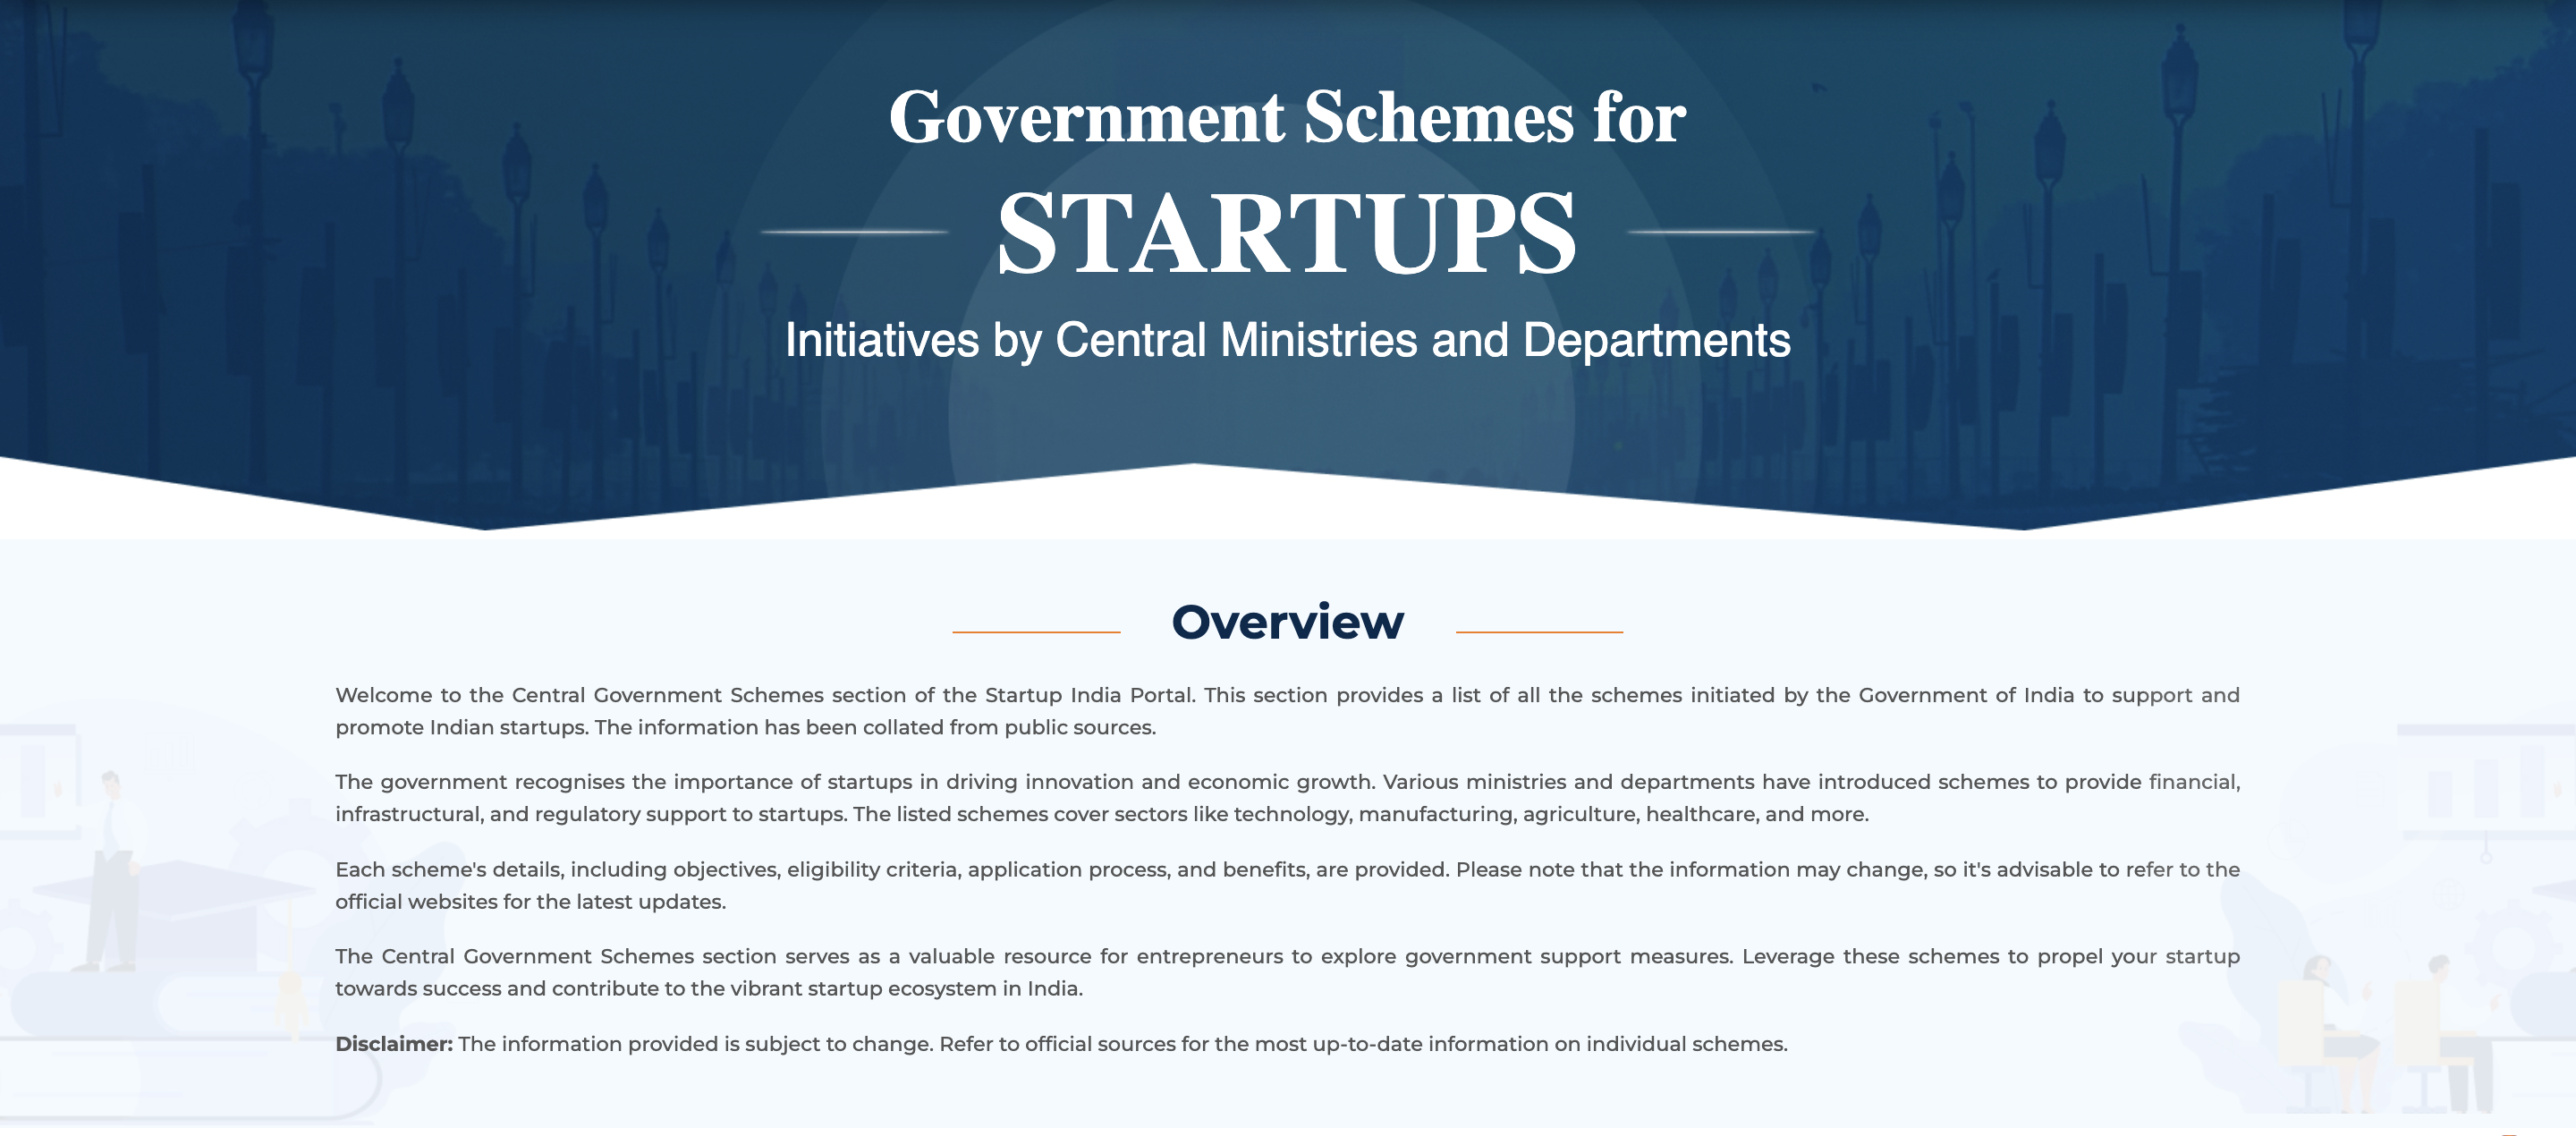 Government Schemes for
STARTUPS
Initiatives by Central Ministries and Departments
Overview
Welcome to the Central Government Schemes section of the Startup India Portal. This section provides a list of all the schemes initiated by the Government of India to support and
promote Indian startups. The information has been collated from public sources.
The government recognises the importance of startups in driving innovation and economic growth. Various ministries and departments have introduced schemes to provide financial,
infrastructural, and regulatory support to startups. The listed schemes cover sectors like technology, manufacturing, agriculture, healthcare, and more.
Each scheme's details, including objectives, eligibility criteria, application process, and benefits, are provided. Please note that the information may change, so it's advisable to refer to the
official websites for the latest updates.
The Central Government Schemes section serves as a valuable resource for entrepreneurs to explore government support measures. Leverage these schemes to propel your startup
towards success and contribute to the vibrant startup ecosystem in India.
Disclaimer: The information provided is subject to change. Refer to official sources for the most up-to-date information on individual schemes.